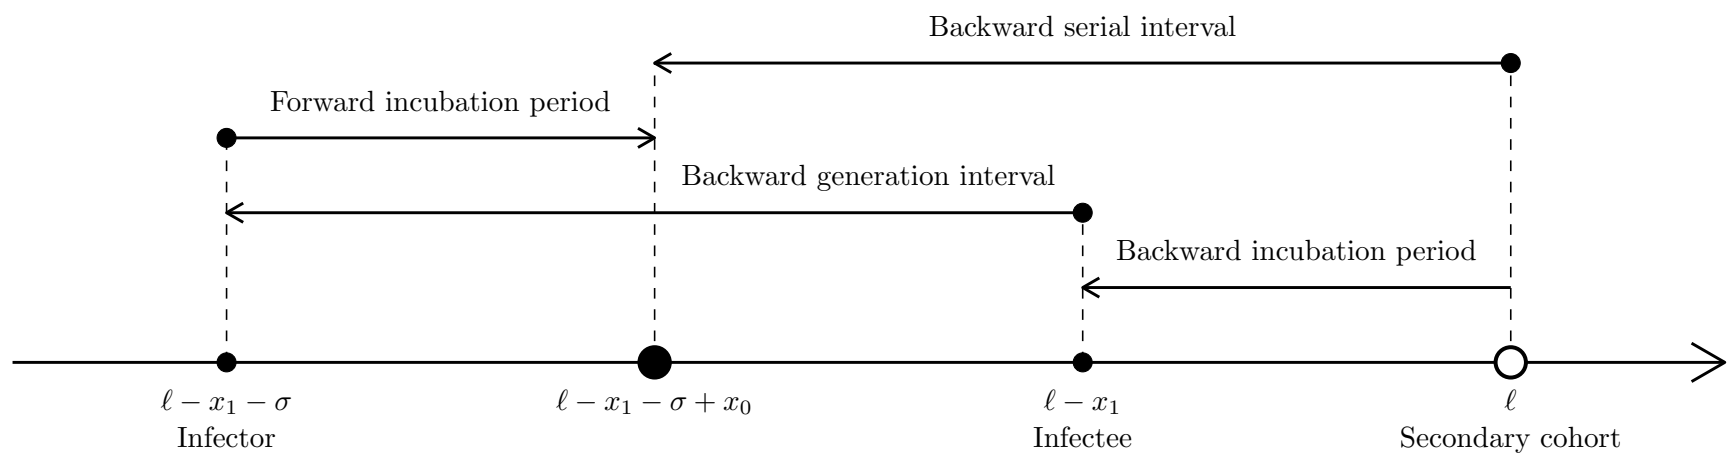 Backward serial interval
Forward incubation period
Backward generation interval
Backward incubation period
ℓ − x₁ − σ
ℓ − x₁ − σ + x₀
ℓ − x₁
ℓ
Infector
Infectee
Secondary cohort